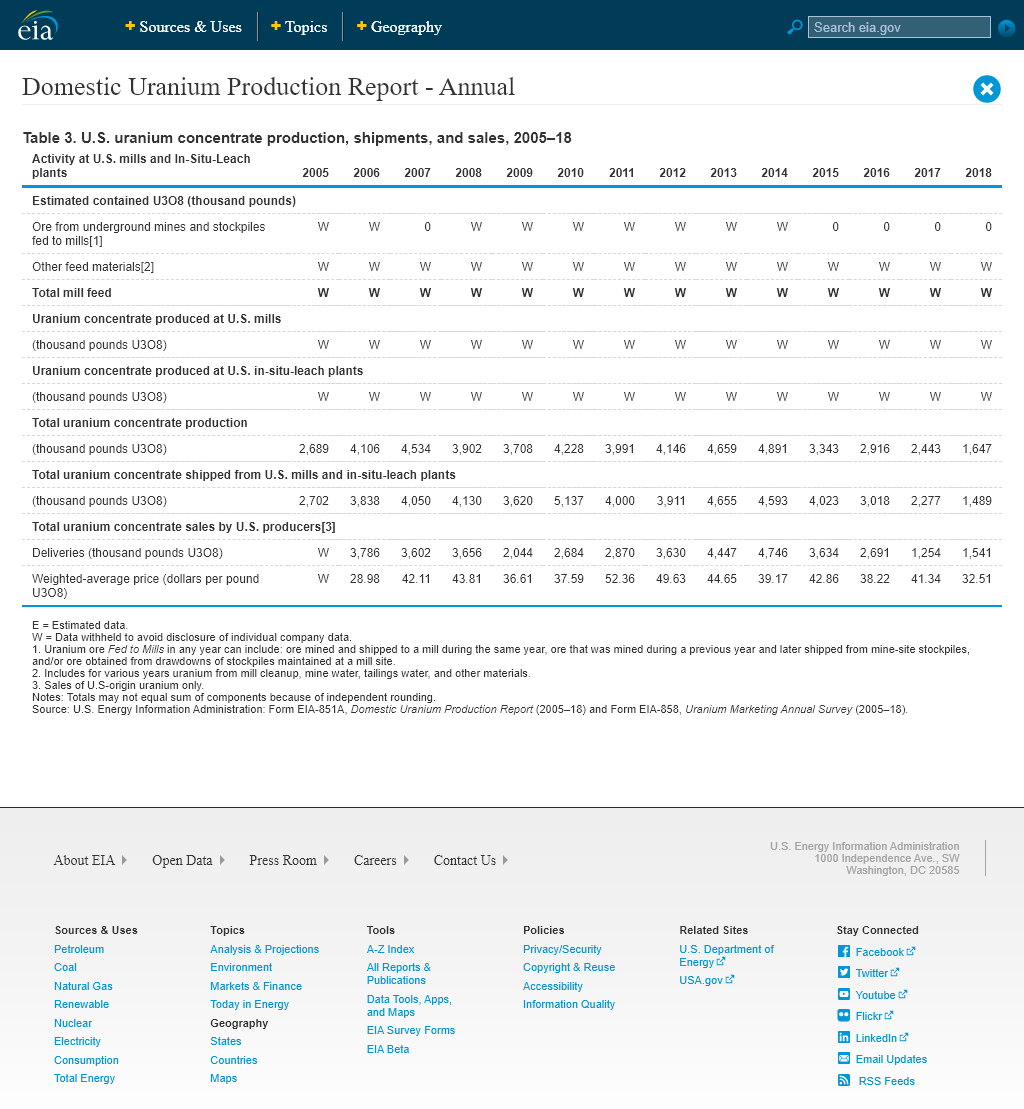 eia
Sources & Uses
Topics
Geography
Search eia.gov
Domestic Uranium Production Report - Annual
Table 3. U.S. uranium concentrate production, shipments, and sales, 2005–18
Activity at U.S. mills and In-Situ-Leach
plants 2005 2006 2007 2008 2009 2010 2011 2012 2013 2014 2015 2016 2017 2018
Estimated contained U3O8 (thousand pounds)
Ore from underground mines and stockpiles W W 0 W W W W W W W 0 0 0 0
fed to mills[1]
Other feed materials[2] W W W W W W W W W W W W W W
Total mill feed W W W W W W W W W W W W W W
Uranium concentrate produced at U.S. mills
(thousand pounds U3O8) W W W W W W W W W W W W W W
Uranium concentrate produced at U.S. in-situ-leach plants
(thousand pounds U3O8) W W W W W W W W W W W W W W
Total uranium concentrate production
(thousand pounds U3O8) 2,689 4,106 4,534 3,902 3,708 4,228 3,991 4,146 4,659 4,891 3,343 2,916 2,443 1,647
Total uranium concentrate shipped from U.S. mills and in-situ-leach plants
(thousand pounds U3O8) 2,702 3,838 4,050 4,130 3,620 5,137 4,000 3,911 4,655 4,593 4,023 3,018 2,277 1,489
Total uranium concentrate sales by U.S. producers[3]
Deliveries (thousand pounds U3O8) W 3,786 3,602 3,656 2,044 2,684 2,870 3,630 4,447 4,746 3,634 2,691 1,254 1,541
Weighted-average price (dollars per pound W 28.98 42.11 43.81 36.61 37.59 52.36 49.63 44.65 39.17 42.86 38.22 41.34 32.51
U3O8)
E = Estimated data.
W = Data withheld to avoid disclosure of individual company data.
1. Uranium ore Fed to Mills in any year can include: ore mined and shipped to a mill during the same year, ore that was mined during a previous year and later shipped from mine-site stockpiles,
and/or ore obtained from drawdowns of stockpiles maintained at a mill site.
2. Includes for various years uranium from mill cleanup, mine water, tailings water, and other materials.
3. Sales of U.S-origin uranium only.
Notes: Totals may not equal sum of components because of independent rounding.
Source: U.S. Energy Information Administration: Form EIA-851A, Domestic Uranium Production Report (2005–18) and Form EIA-858, Uranium Marketing Annual Survey (2005–18).
About EIA
Open Data
Press Room
Careers
Contact Us
U.S. Energy Information Administration
1000 Independence Ave., SW
Washington, DC 20585
Sources & Uses
Petroleum
Coal
Natural Gas
Renewable
Nuclear
Electricity
Consumption
Total Energy
Topics
Analysis & Projections
Environment
Markets & Finance
Today in Energy
Geography
States
Countries
Maps
Tools
A-Z Index
All Reports &
Publications
Data Tools, Apps,
and Maps
EIA Survey Forms
EIA Beta
Policies
Privacy/Security
Copyright & Reuse
Accessibility
Information Quality
Related Sites
U.S. Department of
Energy
USA.gov
Stay Connected
Facebook
Twitter
Youtube
Flickr
LinkedIn
Email Updates
RSS Feeds